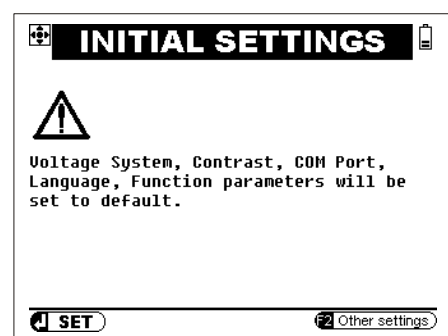 INITIAL SETTINGS
Voltage System, Contrast, COM Port,
Language, Function parameters will be
set to default.
SET
F2 Other settings